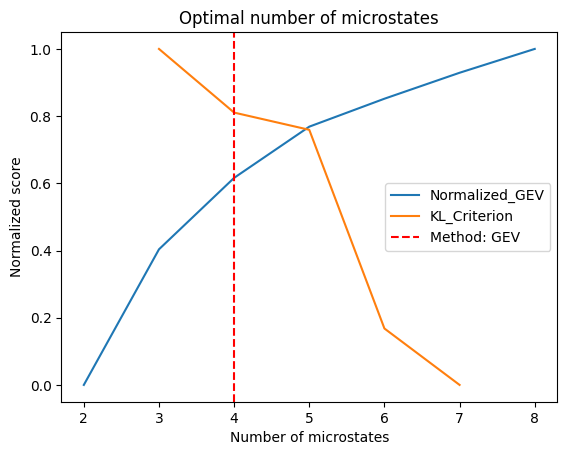 Optimal number of microstates
1.0
0.8
0.6
0.4
0.2
0.0
Normalized score
Normalized_GEV
KL_Criterion
Method: GEV
2 3 4 5 6 7 8
Number of microstates